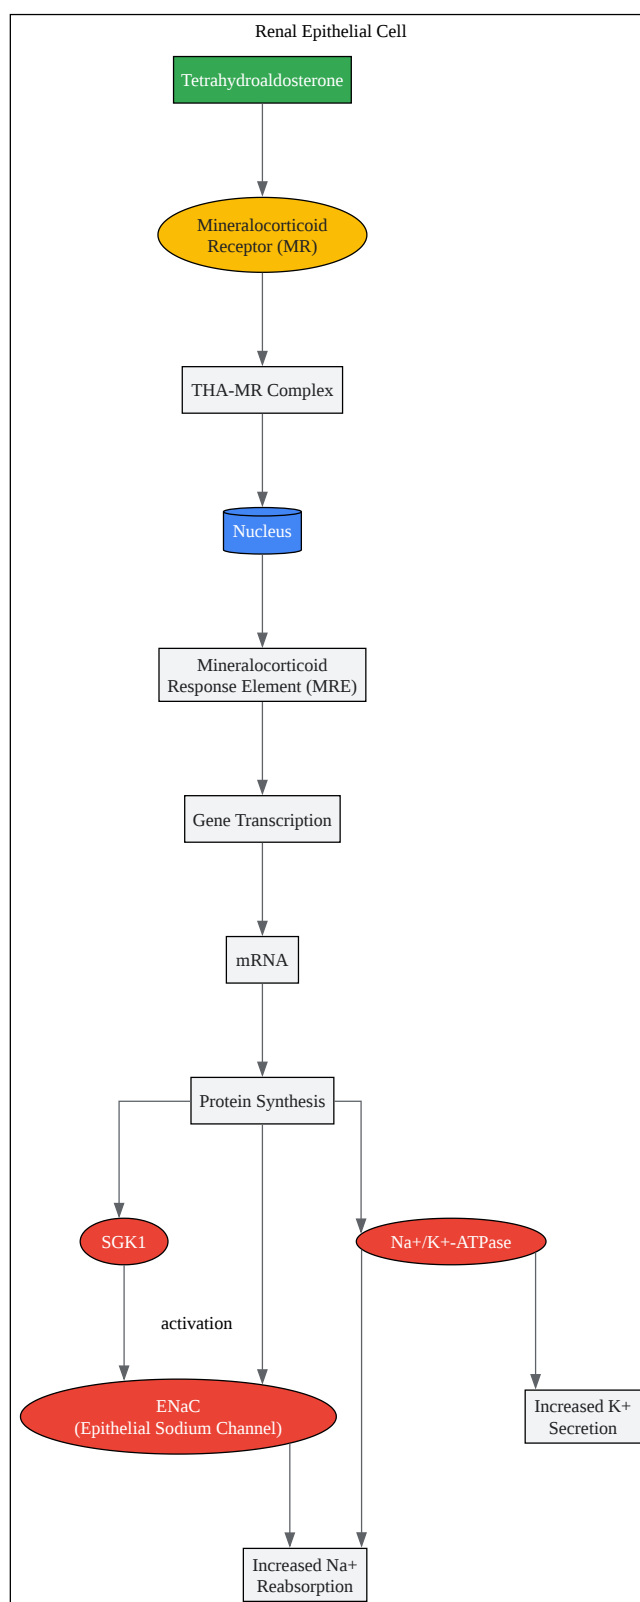 Renal Epithelial Cell
Tetrahydroaldosterone
Mineralocorticoid
Receptor (MR)
THA-MR Complex
Nucleus
Mineralocorticoid
Response Element (MRE)
Gene Transcription
mRNA
Protein Synthesis
SGK1
Na+/K+-ATPase
activation
ENaC
(Epithelial Sodium Channel)
Increased K+
Secretion
Increased Na+
Reabsorption